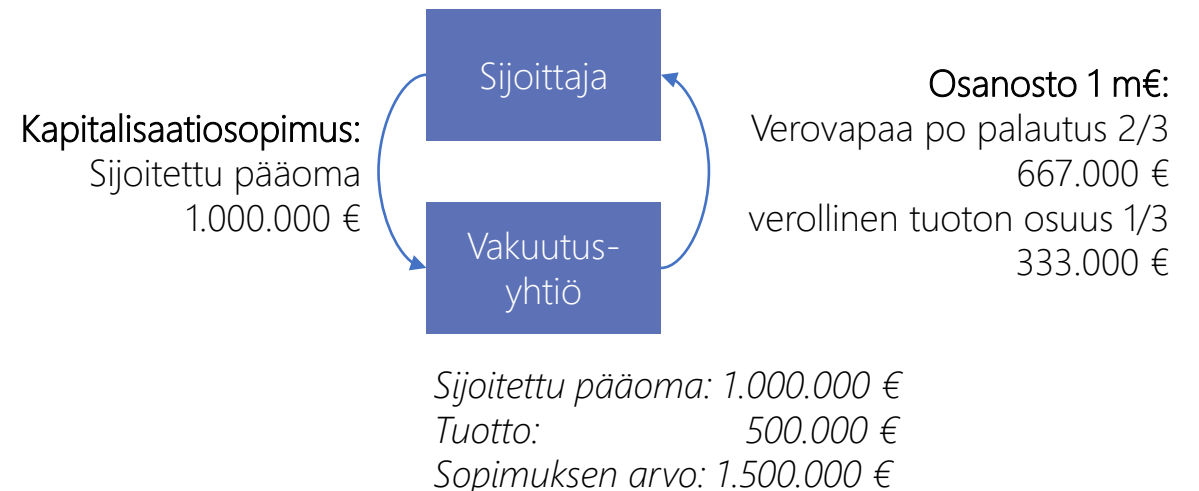 Sijoittaja
Kapitalisaatiosopimus:
Sijoitettu pääoma
1.000.000 €
Osanosto 1 m€:
Verovapaa po palautus 2/3
667.000 €
verollinen tuoton osuus 1/3
333.000 €
Vakuutus-
yhtiö
Sijoitettu pääoma: 1.000.000 €
Tuotto: 500.000 €
Sopimuksen arvo: 1.500.000 €